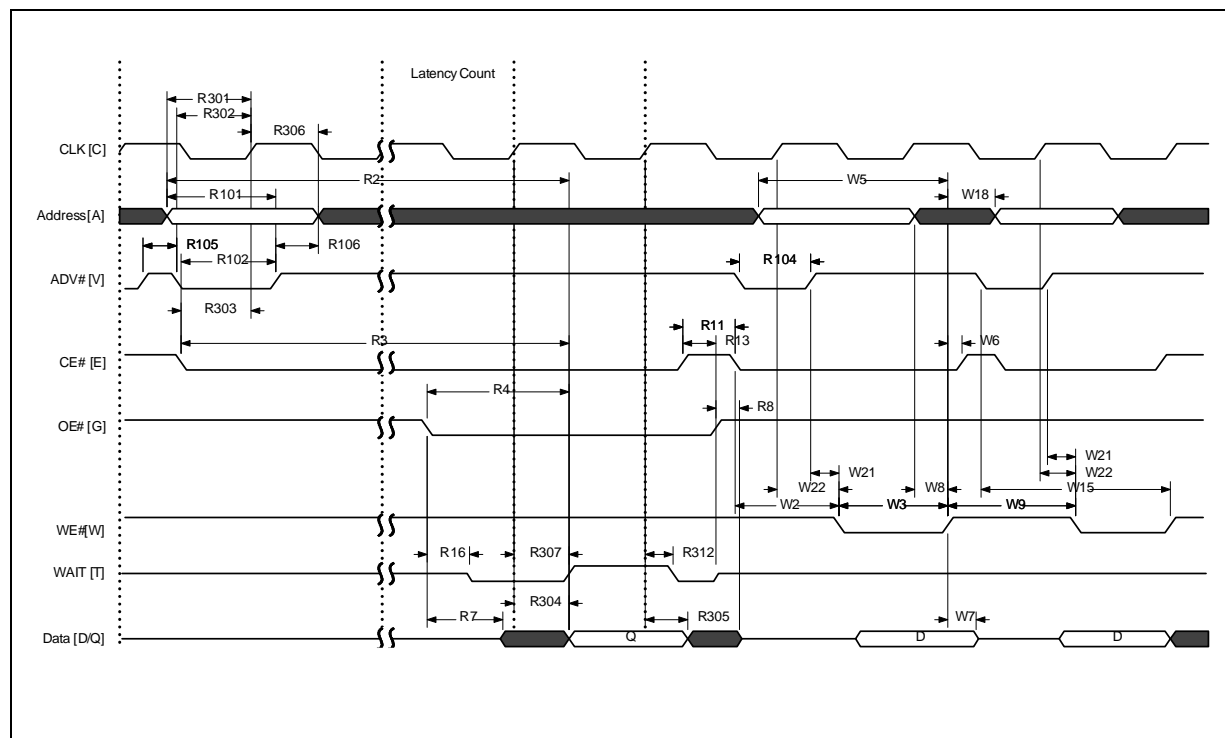 Latency Count
R301
R302
R306
CLK [C]
R2
W5
R101
W18
Address [A]
R105
R102
R106
R104
ADV# [V]
R303
R11
R3
R13
W6
CE# [E]
R4
R8
OE# [G]
W21
W21
W22
W22
W8
W15
W2
W3
W9
WE# [W]
R16
R307
R312
WAIT [T]
R304
R7
R305
W7
Data [D/Q]
Q
D
D